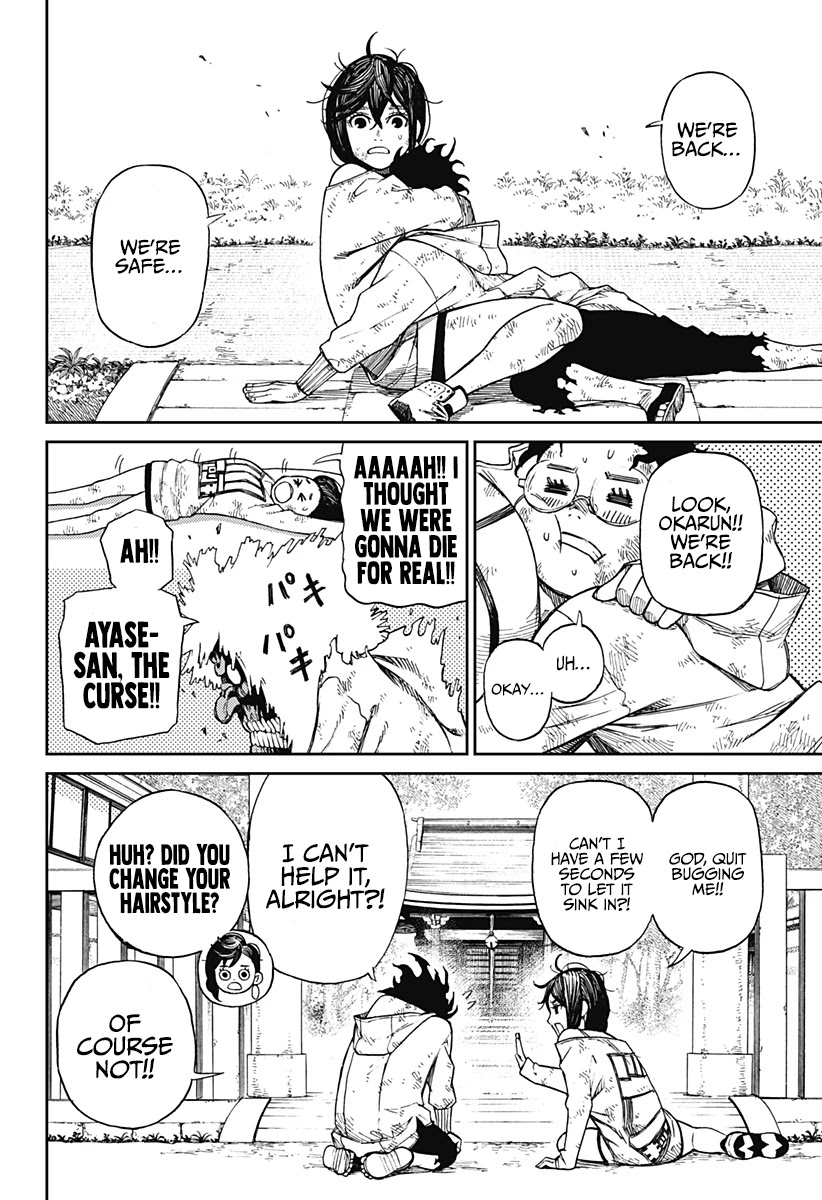 WE'RE
BACK...
WE'RE
SAFE...
LOOK,
OKARUN!!
WE'RE
BACK!!
UH...
OKAY...
AAAAAH!! I
THOUGHT
WE WERE
GONNA DIE
FOR REAL!!
パキ
パキ
AH!!
AYASE-
SAN, THE
CURSE!!
GOD, QUIT
BUGGING
ME!!
CAN'T I
HAVE A FEW
SECONDS
TO LET IT
SINK IN?!
I CAN'T
HELP IT,
ALRIGHT?!
HUH? DID YOU
CHANGE YOUR
HAIRSTYLE?
OF
COURSE
NOT!!